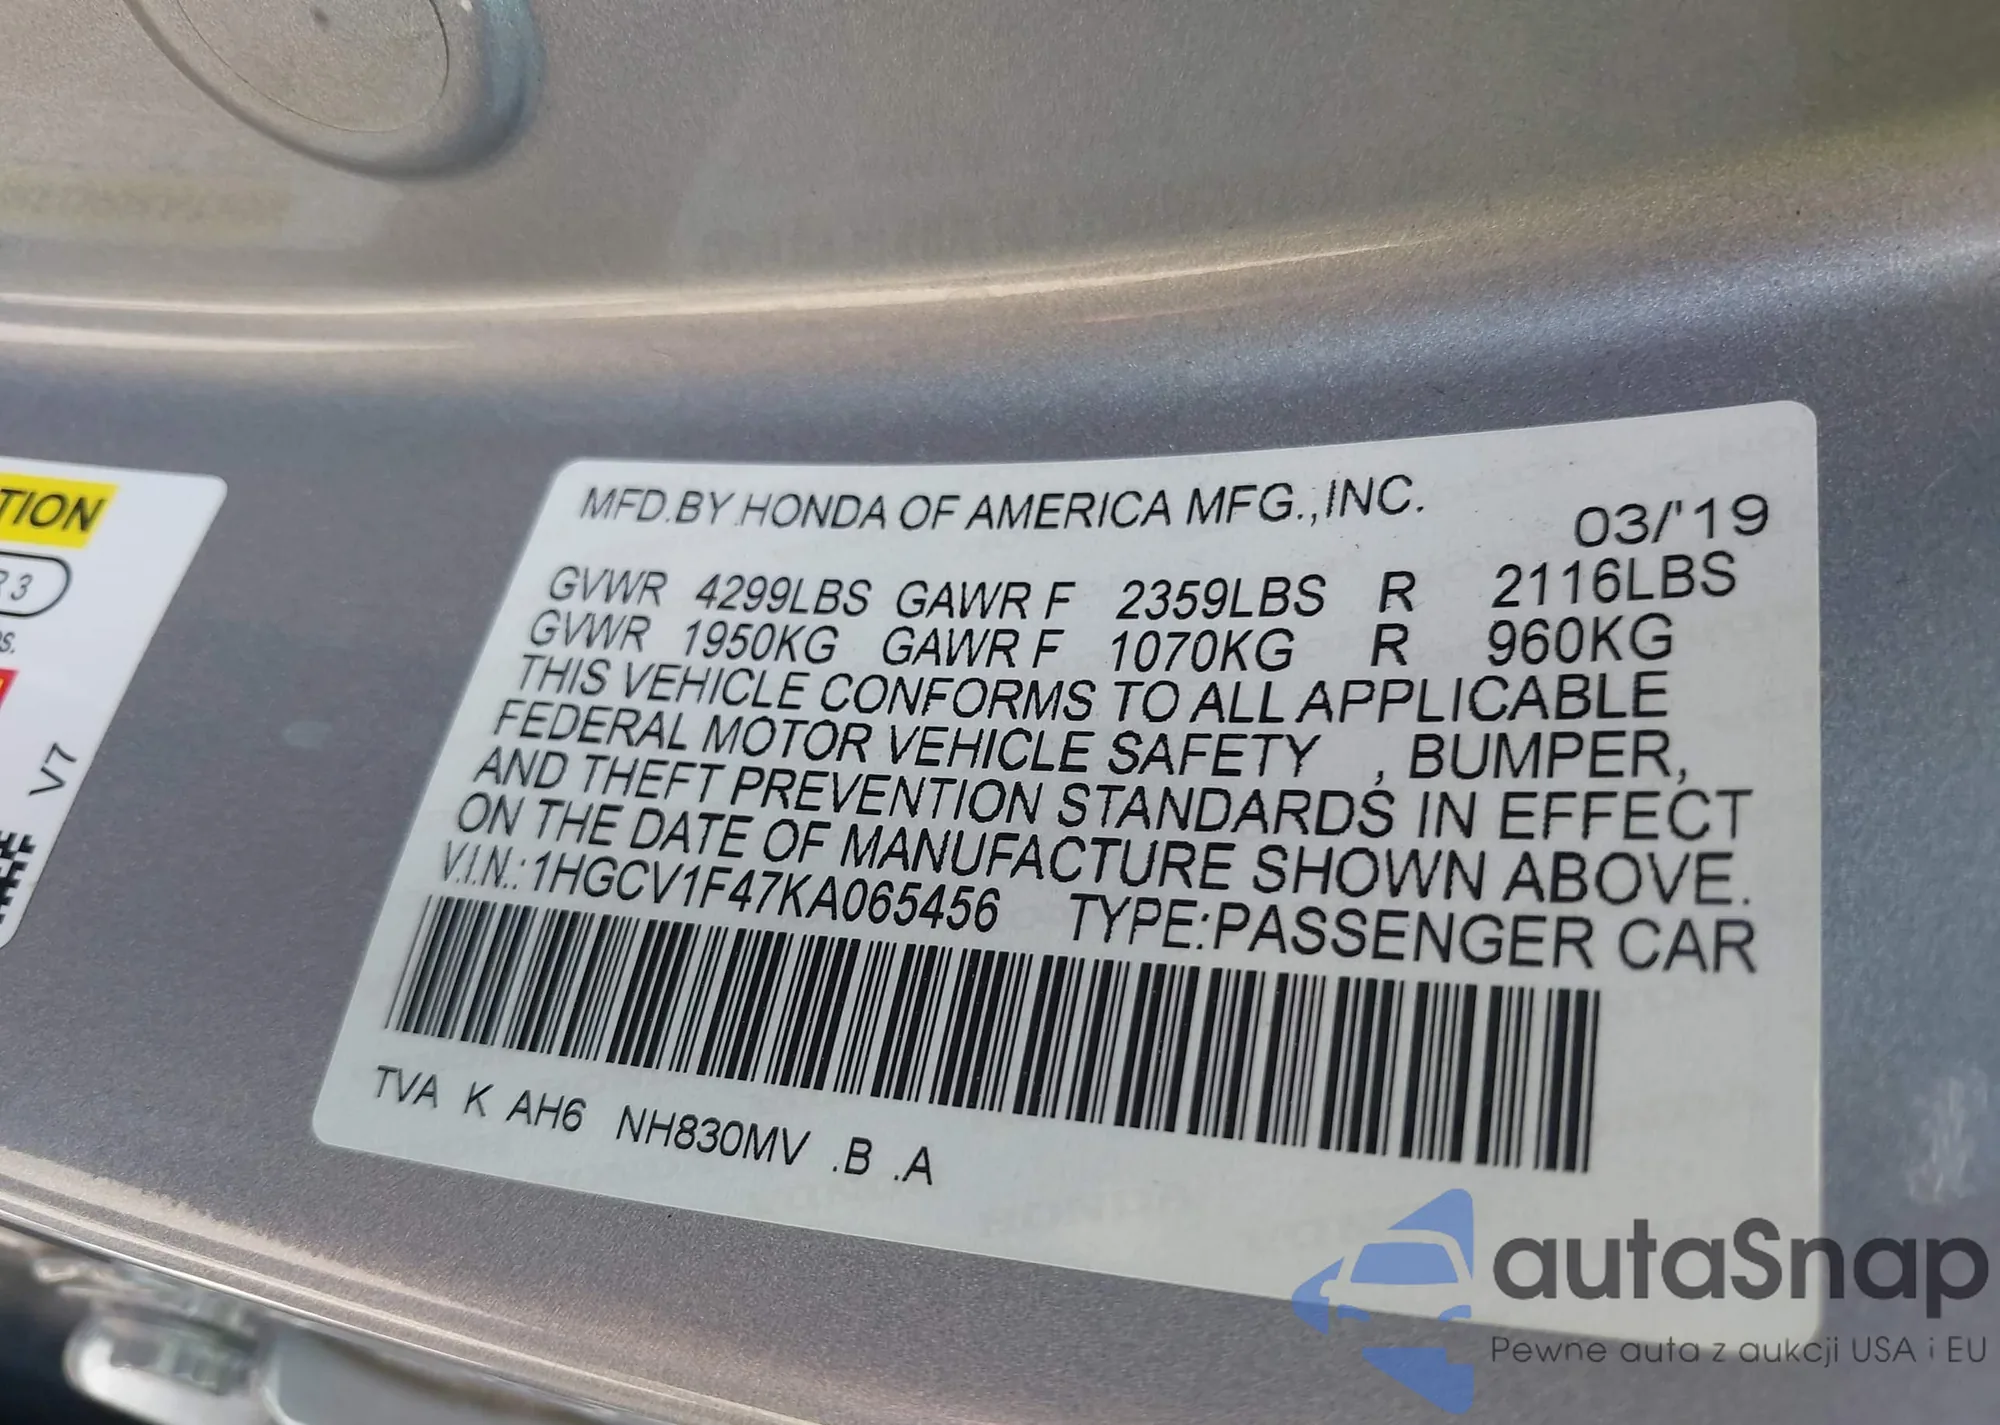 TION
R 3
V7
MFD.BY HONDA OF AMERICA MFG.,INC. 03/'19
GVWR 4299LBS GAWR F 2359LBS R 2116LBS
GVWR 1950KG GAWR F 1070KG R 960KG
THIS VEHICLE CONFORMS TO ALL APPLICABLE
FEDERAL MOTOR VEHICLE SAFETY , BUMPER,
AND THEFT PREVENTION STANDARDS IN EFFECT
ON THE DATE OF MANUFACTURE SHOWN ABOVE.
V.I.N.:1HGCV1F47KA065456 TYPE:PASSENGER CAR
TVA K AH6 NH830MV .B .A
autaSnap
Pewne auta z aukcji USA i EU